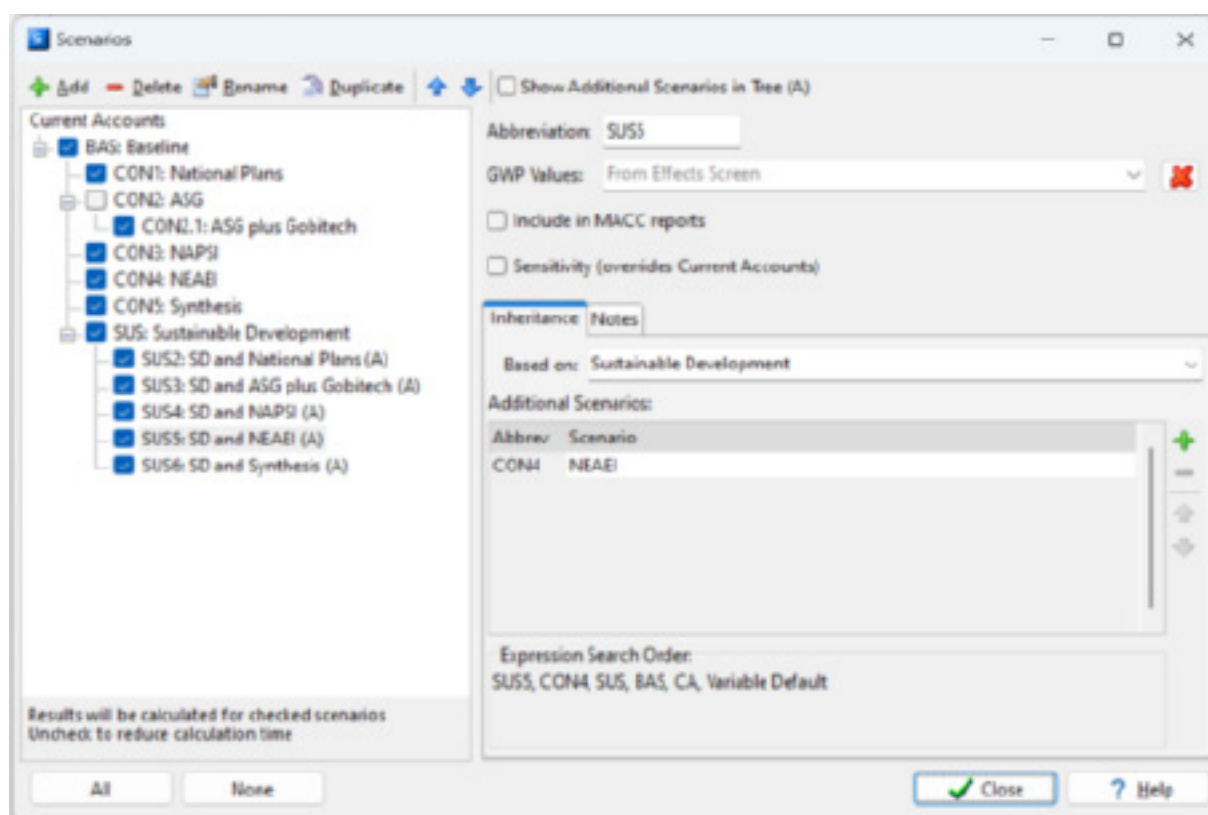 Scenarios
Add Delete Rename Duplicate Show Additional Scenarios in Tree (A)
Current Accounts
BAS: Baseline
CON1: National Plans
CON2: ASG
CON2.1: ASG plus Gobitech
CON3: NAPSI
CON4: NEAEI
CON5: Synthesis
SUS: Sustainable Development
SUS2: SD and National Plans (A)
SUS3: SD and ASG plus Gobitech (A)
SUS4: SD and NAPSI (A)
SUS5: SD and NEAEI (A)
SUS6: SD and Synthesis (A)
Results will be calculated for checked scenarios
Uncheck to reduce calculation time
All None
Abbreviation: SUS5
GWP Values: From Effects Screen
Include in MACC reports
Sensitivity (overrides Current Accounts)
Inheritance Notes
Based on: Sustainable Development
Additional Scenarios:
Abbrev Scenario
CON4 NEAEI
Expression Search Order:
SUS5, CON4, SUS, BAS, CA, Variable Default
Close Help